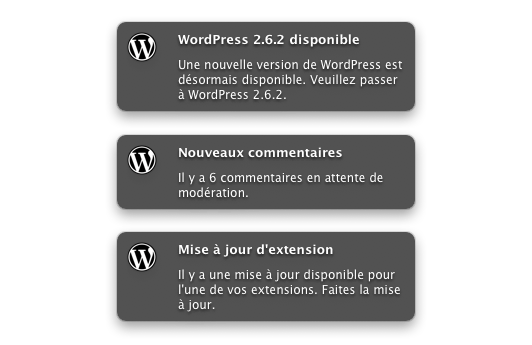 WordPress 2.6.2 disponible
Une nouvelle version de WordPress est
désormais disponible. Veuillez passer
à WordPress 2.6.2.
Nouveaux commentaires
Il y a 6 commentaires en attente de
modération.
Mise à jour d'extension
Il y a une mise à jour disponible pour
l'une de vos extensions. Faites la mise
à jour.